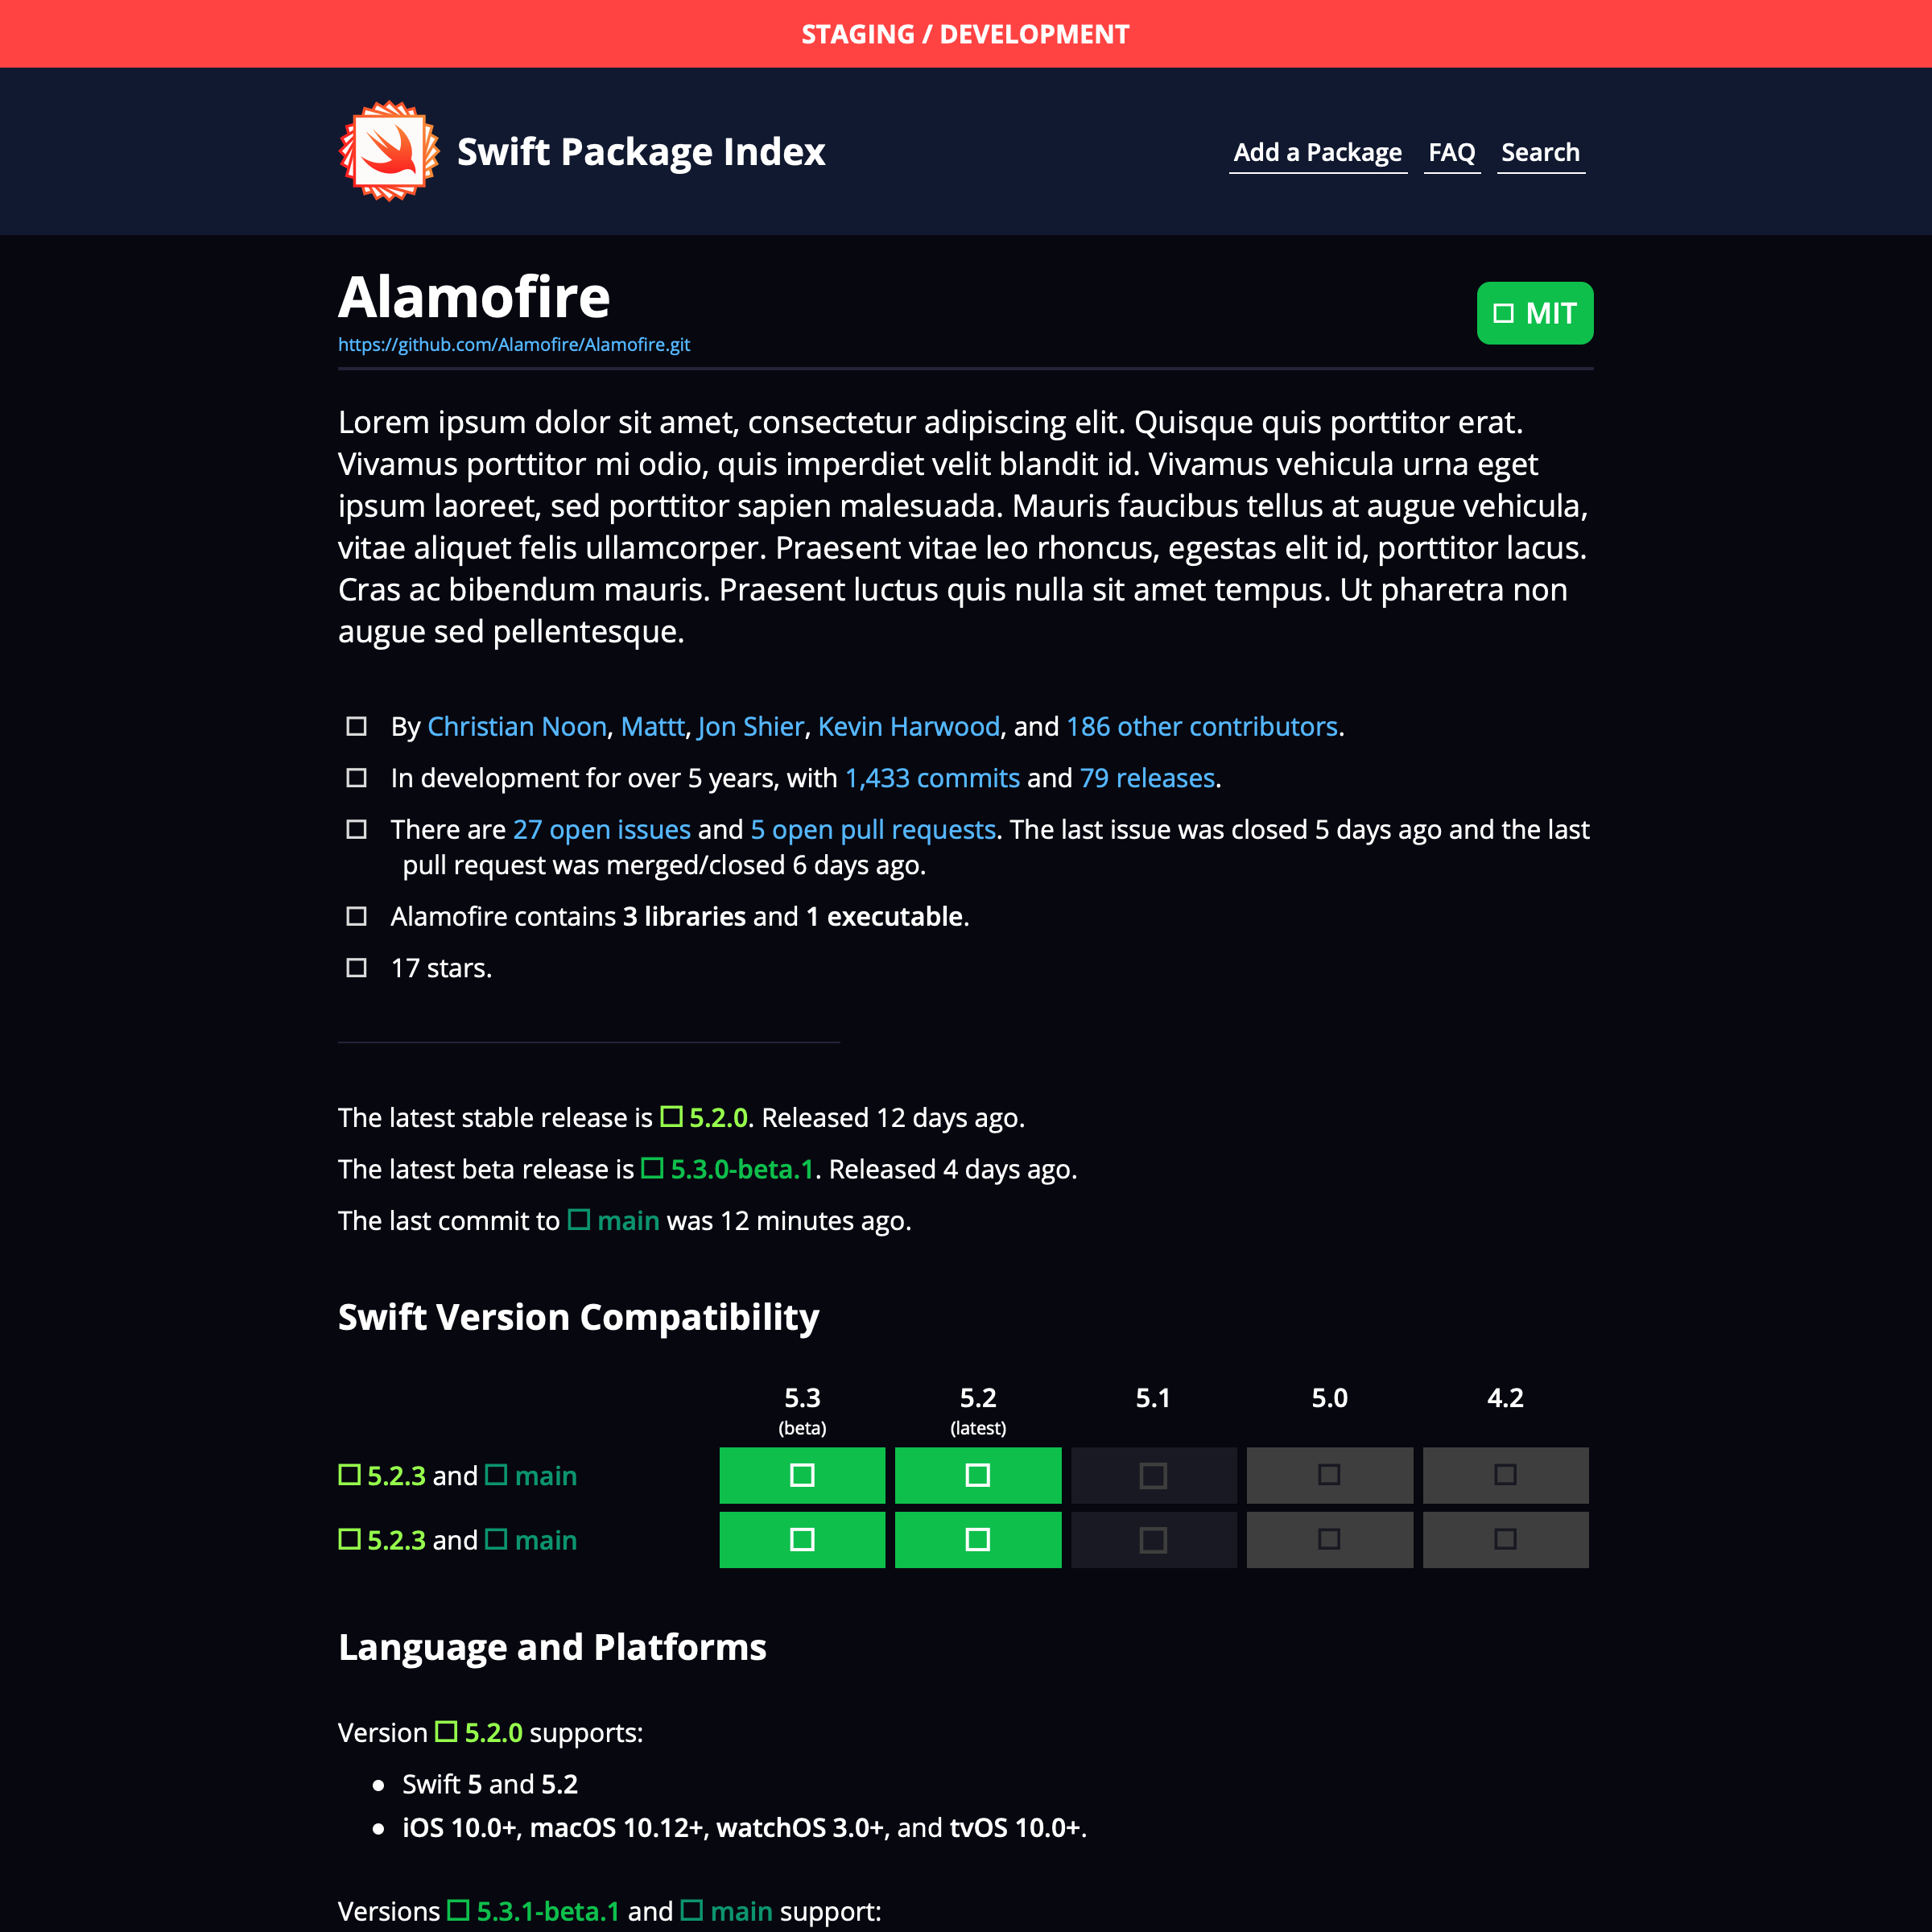 STAGING / DEVELOPMENT
Swift Package Index
Add a Package FAQ Search
Alamofire
MIT
https://github.com/Alamofire/Alamofire.git
Lorem ipsum dolor sit amet, consectetur adipiscing elit. Quisque quis porttitor erat.
Vivamus porttitor mi odio, quis imperdiet velit blandit id. Vivamus vehicula urna eget
ipsum laoreet, sed porttitor sapien malesuada. Mauris faucibus tellus at augue vehicula,
vitae aliquet felis ullamcorper. Praesent vitae leo rhoncus, egestas elit id, porttitor lacus.
Cras ac bibendum mauris. Praesent luctus quis nulla sit amet tempus. Ut pharetra non
augue sed pellentesque.
By Christian Noon, Mattt, Jon Shier, Kevin Harwood, and 186 other contributors.
In development for over 5 years, with 1,433 commits and 79 releases.
There are 27 open issues and 5 open pull requests. The last issue was closed 5 days ago and the last
pull request was merged/closed 6 days ago.
Alamofire contains 3 libraries and 1 executable.
17 stars.
The latest stable release is 5.2.0. Released 12 days ago.
The latest beta release is 5.3.0-beta.1. Released 4 days ago.
The last commit to main was 12 minutes ago.
Swift Version Compatibility
5.3 5.2 5.1 5.0 4.2
(beta) (latest)
5.2.3 and main
5.2.3 and main
Language and Platforms
Version 5.2.0 supports:
Swift 5 and 5.2
iOS 10.0+, macOS 10.12+, watchOS 3.0+, and tvOS 10.0+.
Versions 5.3.1-beta.1 and main support: